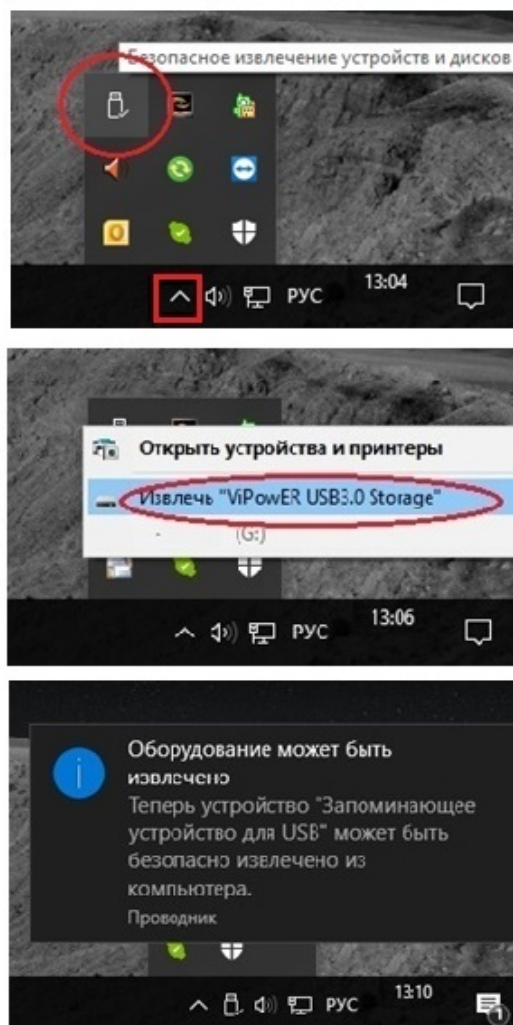 Безопасное извлечение устройств и дисков
РУС
13:04
Открыть устройства и принтеры
Извлечь "ViPowER USB3.0 Storage"
(G:)
РУС
13:06
Оборудование может быть
извлечено
Теперь устройство "Запоминающее
устройство для USB" может быть
безопасно извлечено из
компьютера.
Проводник
РУС
13:10
1